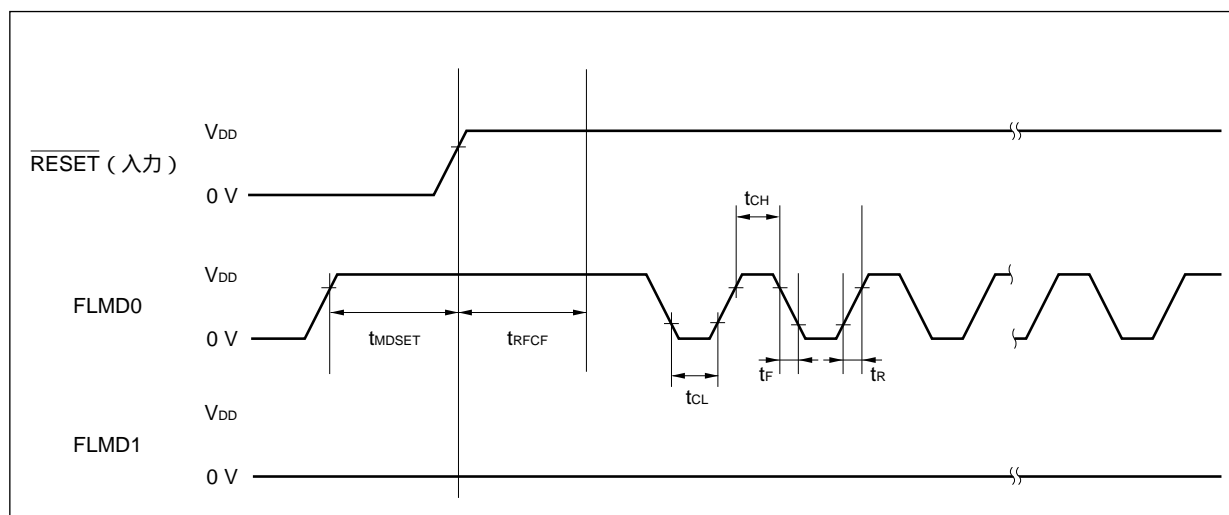 VDD
RESET（入力）
0 V
tCH
VDD
FLMD0
0 V
tMDSET
tRFCF
tF
tR
tCL
VDD
FLMD1
0 V